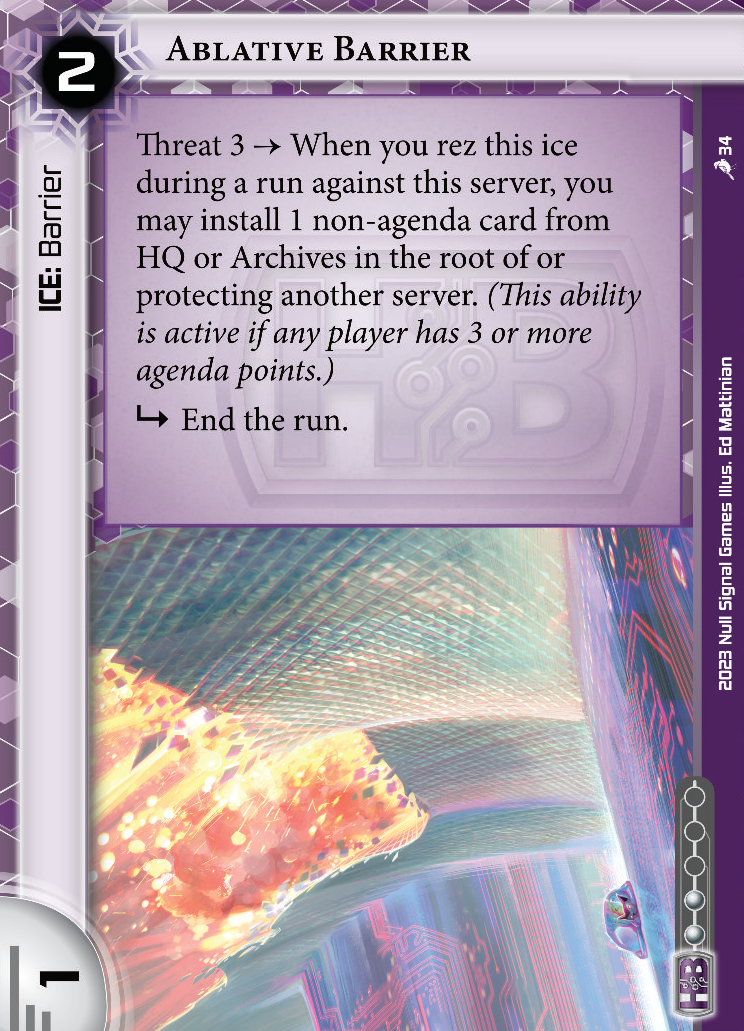 2
Ablative Barrier
ICE: Barrier
Threat 3 → When you rez this ice
during a run against this server, you
may install 1 non-agenda card from
HQ or Archives in the root of or
protecting another server. (This ability
is active if any player has 3 or more
agenda points.)
↳ End the run.
34
2023 Null Signal Games Illus. Ed Mattinian
1
HB